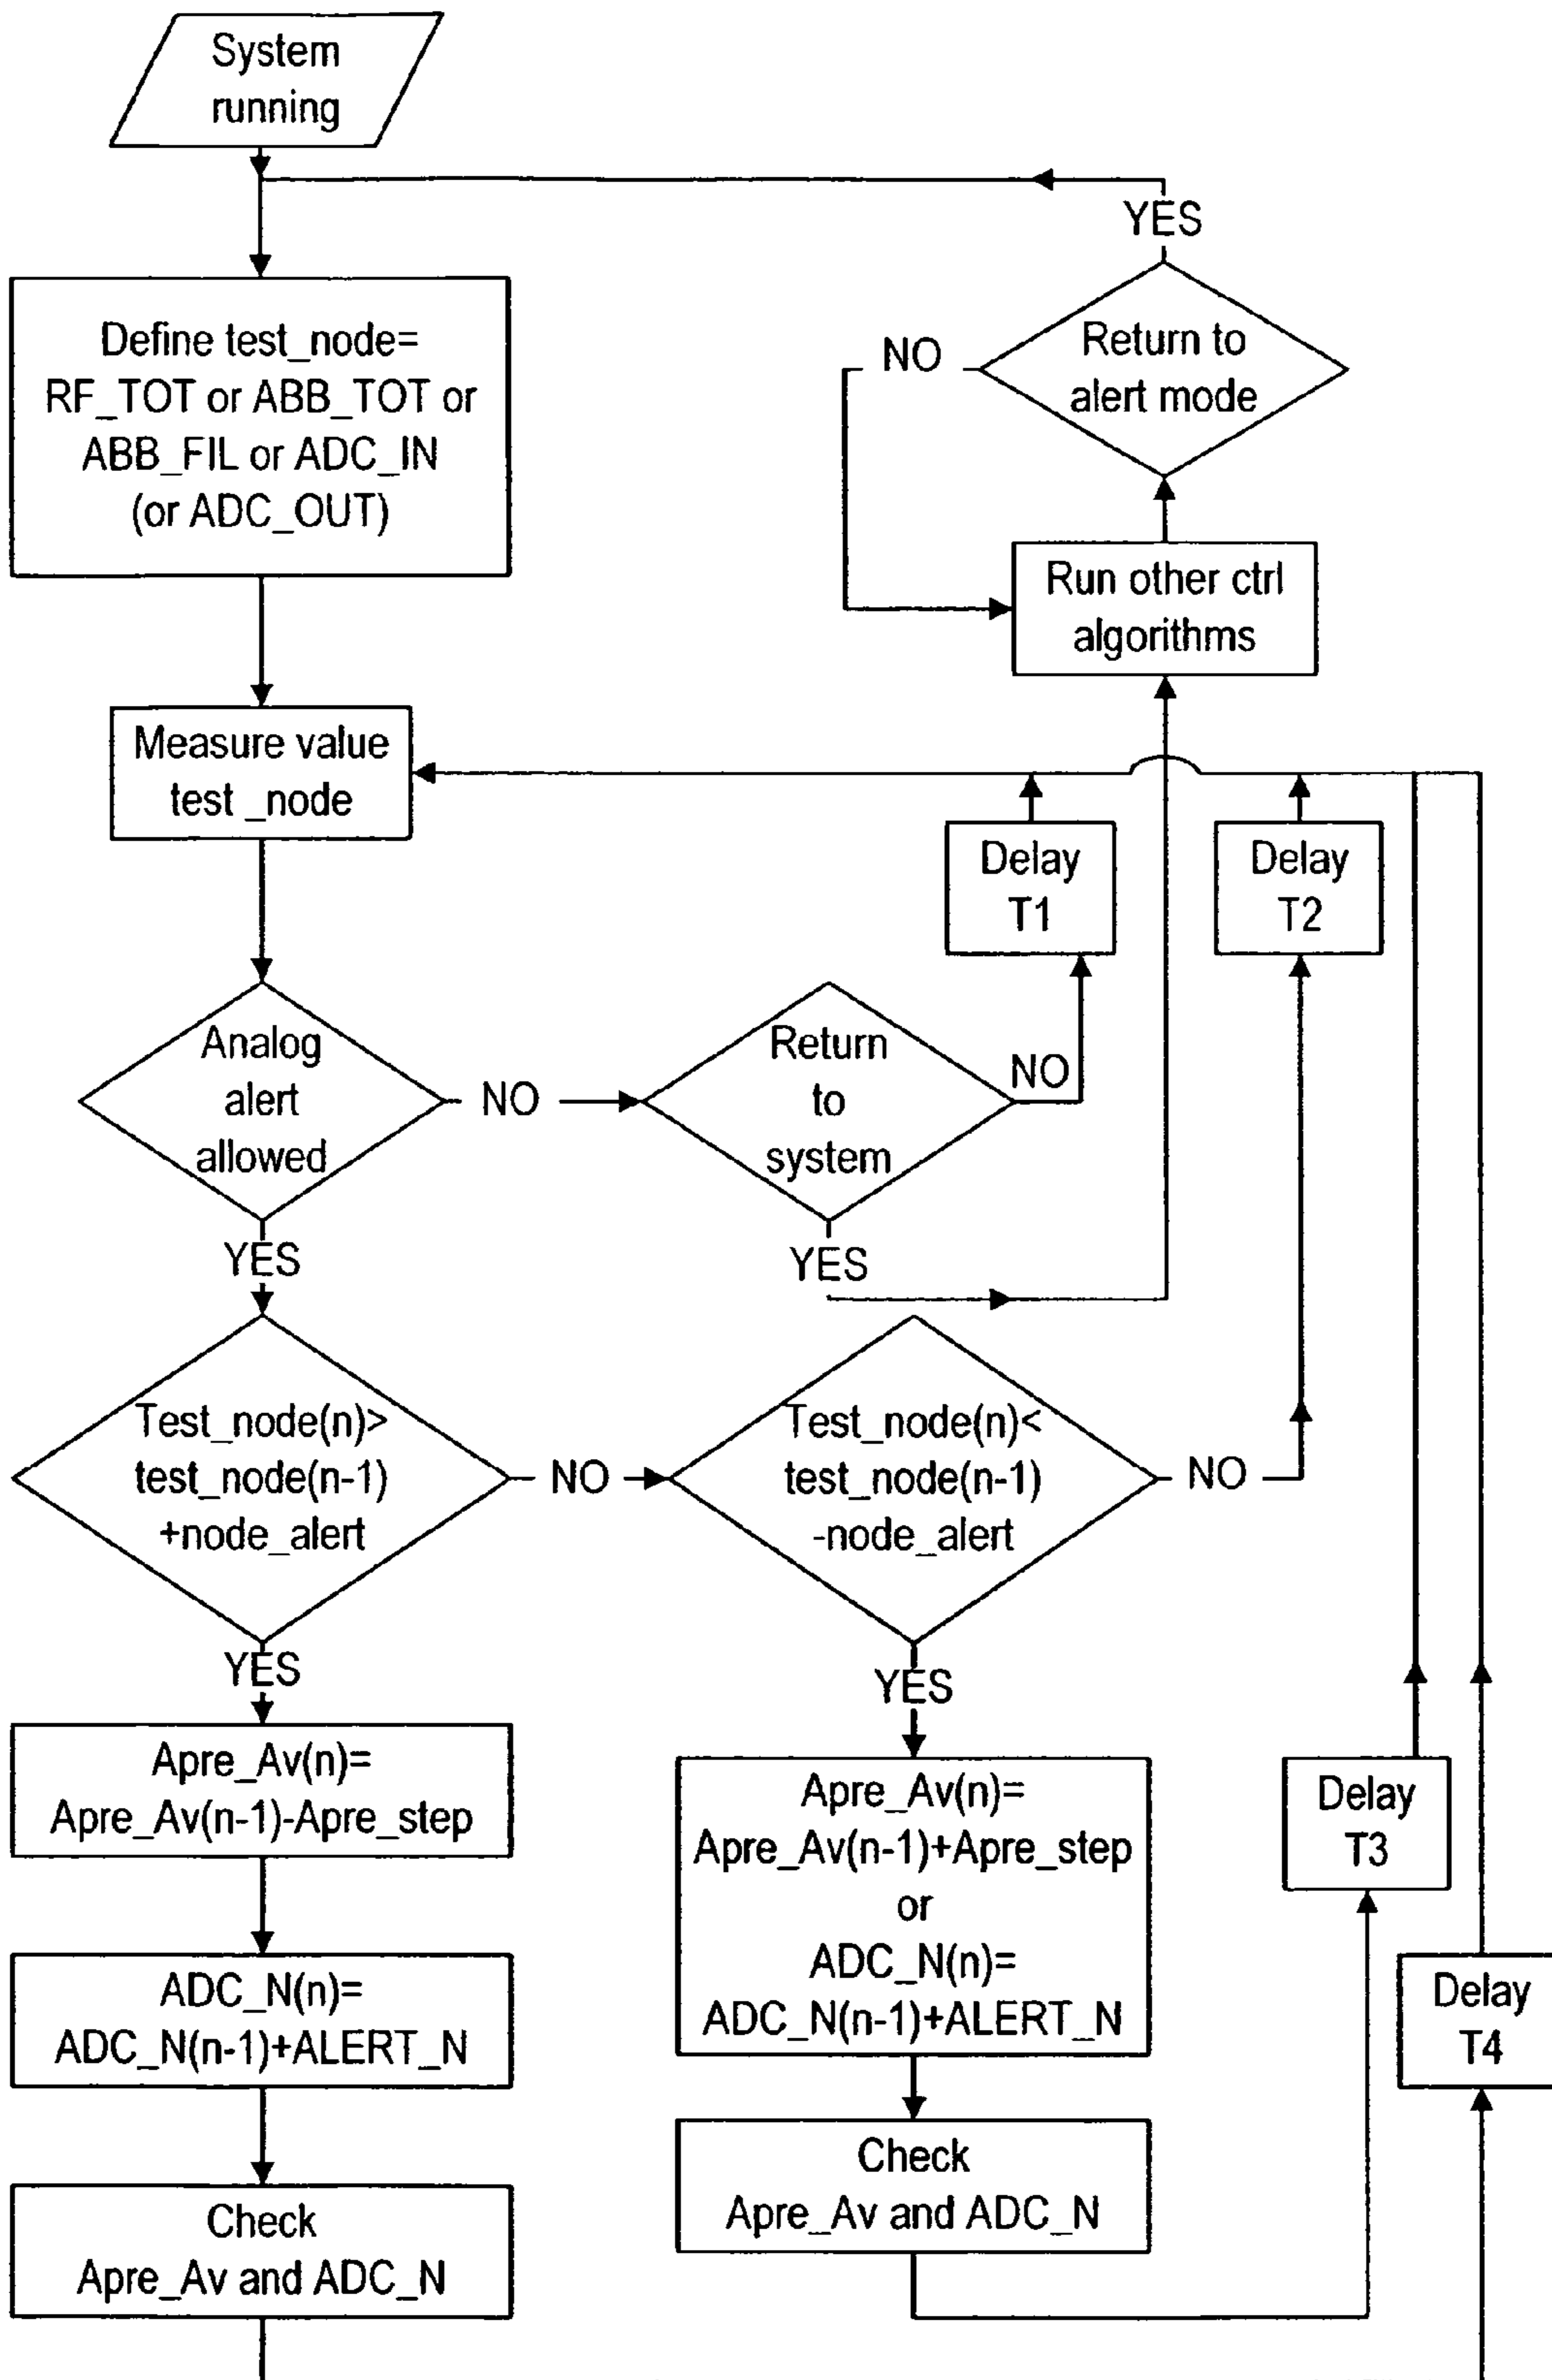 System
running
YES
Return to
alert mode
NO
Define test_node=
RF_TOT or ABB_TOT or
ABB_FIL or ADC_IN
(or ADC_OUT)
Run other ctrl
algorithms
Measure value
test _node
Delay
T1
Delay
T2
Analog
alert
allowed
NO
Return
to
system
NO
YES
YES
Test_node(n)>
test_node(n-1)
+node_alert
NO
Test_node(n)<
test_node(n-1)
-node_alert
NO
YES
YES
Apre_Av(n)=
Apre_Av(n-1)-Apre_step
Apre_Av(n)=
Apre_Av(n-1)+Apre_step
or
ADC_N(n)=
ADC_N(n-1)+ALERT_N
Delay
T3
ADC_N(n)=
ADC_N(n-1)+ALERT_N
Delay
T4
Check
Apre_Av and ADC_N
Check
Apre_Av and ADC_N